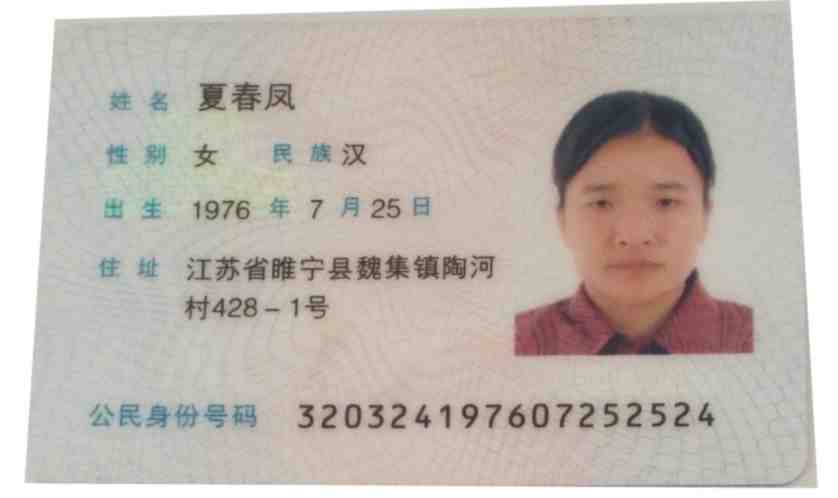 姓名 夏春凤
性别 女 民族 汉
出生 1976 年 7 月 25 日
住址 江苏省睢宁县魏集镇陶河
村428-1号
公民身份号码 320324197607252524